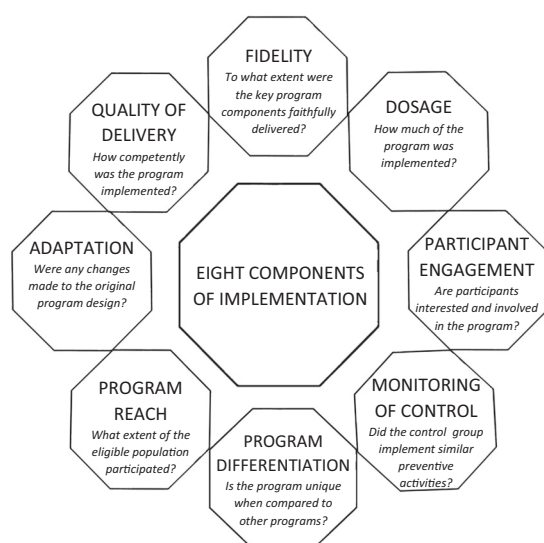 FIDELITY
To what extent were
the key program
components faithfully
delivered?
DOSAGE
How much of the
program was
implemented?
PARTICIPANT
ENGAGEMENT
Are participants
interested and involved
in the program?
MONITORING
OF CONTROL
Did the control group
implement similar
preventive
activities?
PROGRAM
DIFFERENTIATION
Is the program unique
when compared to
other programs?
PROGRAM
REACH
What extent of the
eligible population
participated?
ADAPTATION
Were any changes
made to the original
program design?
QUALITY OF
DELIVERY
How competently
was the program
implemented?
EIGHT COMPONENTS
OF IMPLEMENTATION